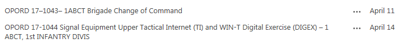 OPORD 17–1043– 1ABCT Brigade Change of Command ... April 11
OPORD 17-1044 Signal Equipment Upper Tactical Internet (TI) and WIN-T Digital Exercise (DIGEX) – 1 ... April 14
ABCT, 1st INFANTRY DIVIS